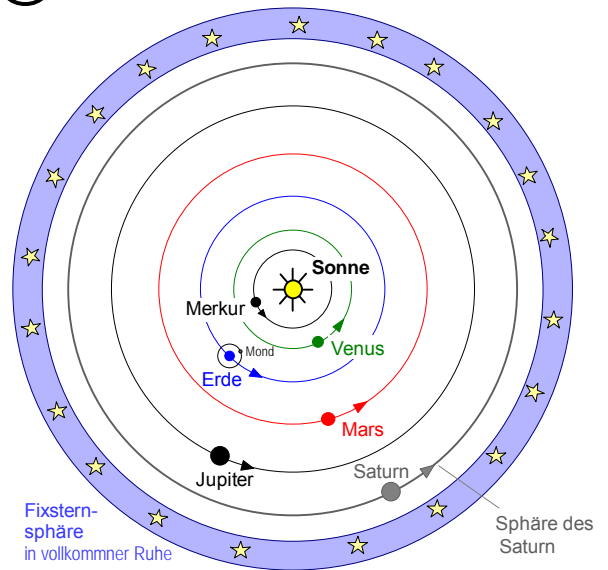 Sonne
Merkur
Venus
Mond
Erde
Mars
Jupiter
Saturn
Fixstern-
sphäre
in vollkommner Ruhe
Sphäre des
Saturn